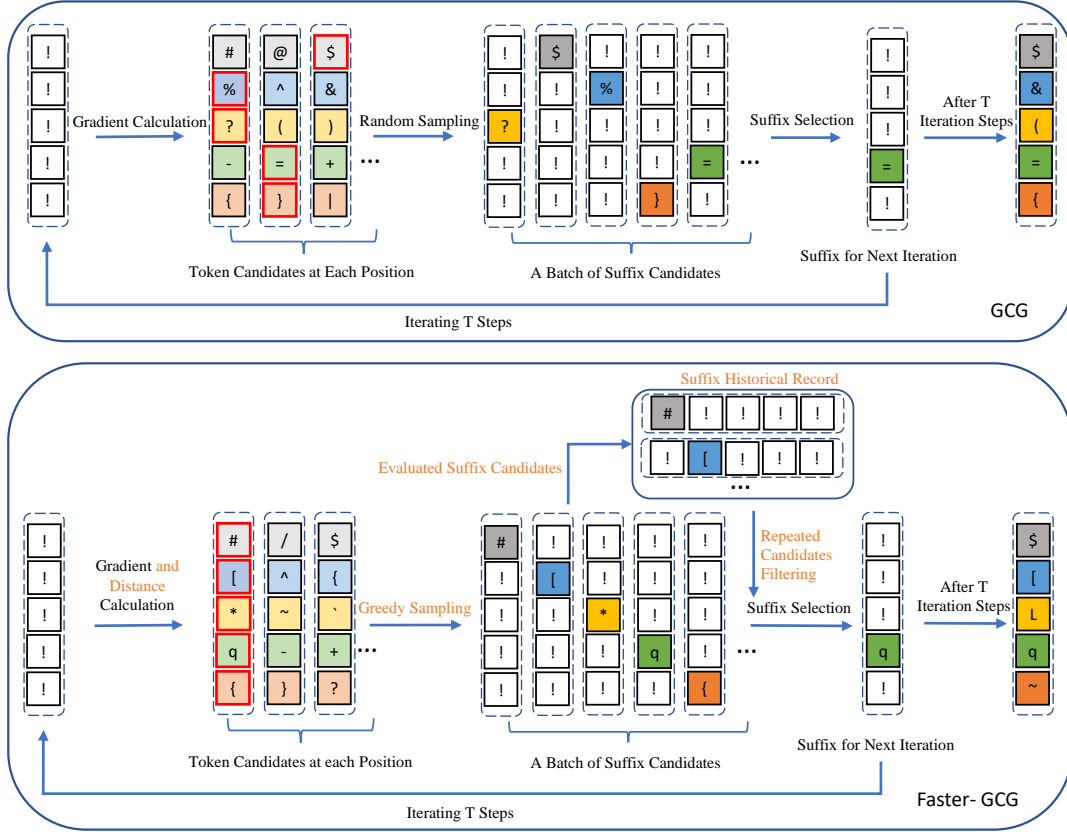 ! # @ $ ! $ ! ! ! ! $
! % ^ & ! ! % ! ! ! &
Gradient Calculation ? ( ) Random Sampling ? ! ! ! ! Suffix Selection ! After T Iteration Steps (
! - = + ... ! ! ! ! = ... = =
! { } | ! ! ! } ! ! {
Token Candidates at Each Position
A Batch of Suffix Candidates
Suffix for Next Iteration
Iterating T Steps
GCG
Suffix Historical Record
# ! ! ! !
! [ ! ! !
...
Evaluated Suffix Candidates
Repeated
Candidates
Filtering
! # / $ # ! ! ! ! ! $
! [ ^ { ! [ ! ! ! ! [
Gradient and
Distance
Calculation
! * ~ ` Greedy Sampling ! ! * ! ! Suffix Selection ! After T
Iteration Steps
L
! q - + ... ! ! ! q ! ... q q
! { } ? ! ! ! ! { ! ~
Token Candidates at each Position
A Batch of Suffix Candidates
Suffix for Next Iteration
Iterating T Steps
Faster- GCG